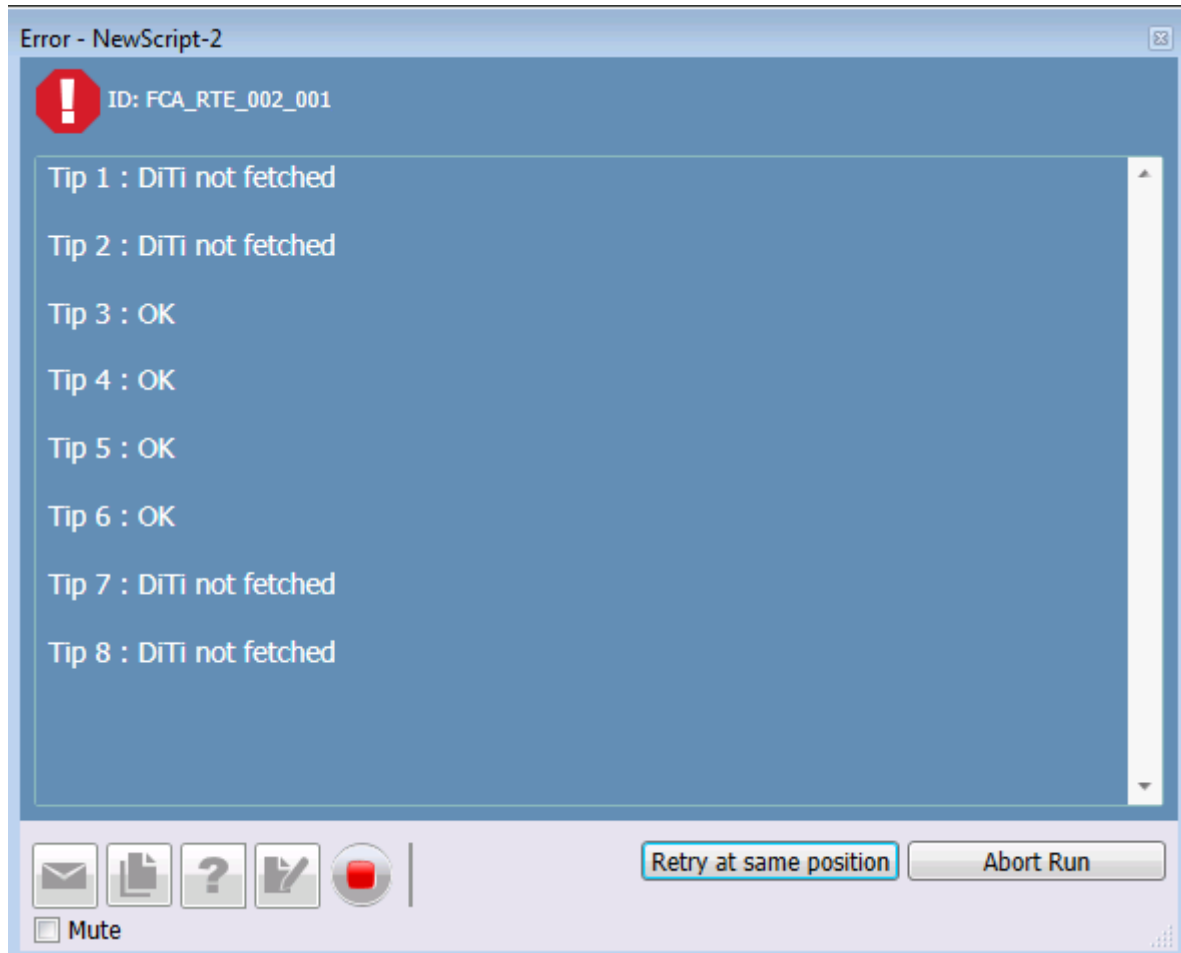 Error - NewScript-2
ID: FCA_RTE_002_001
Tip 1 : DiTi not fetched
Tip 2 : DiTi not fetched
Tip 3 : OK
Tip 4 : OK
Tip 5 : OK
Tip 6 : OK
Tip 7 : DiTi not fetched
Tip 8 : DiTi not fetched
Retry at same position
Abort Run
Mute